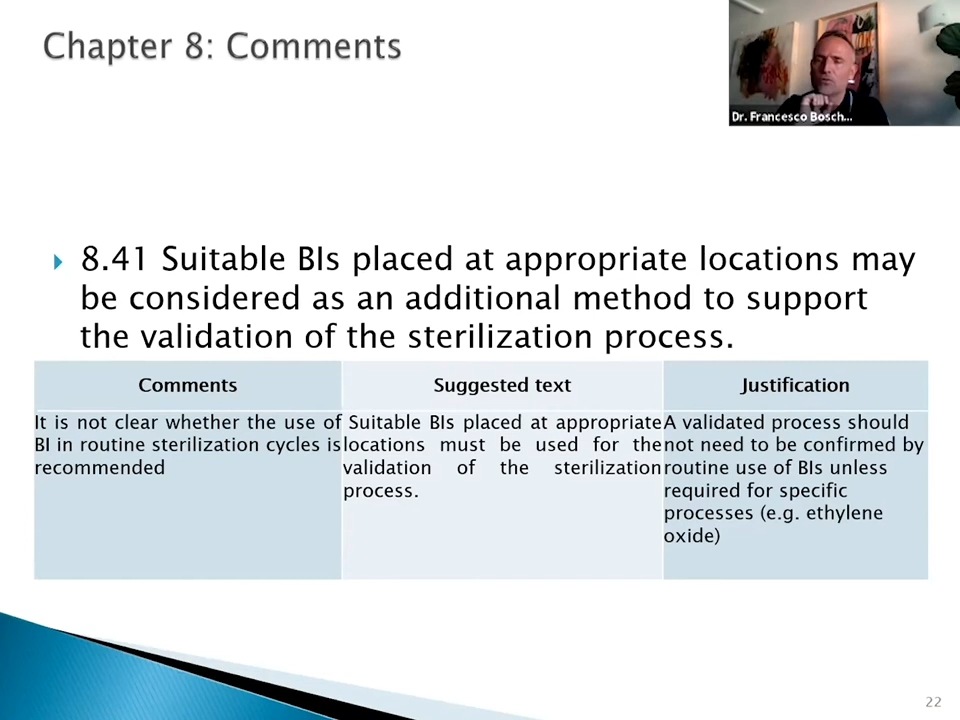 Chapter 8: Comments
Dr. Francesco Bosch...
8.41 Suitable BIs placed at appropriate locations may
be considered as an additional method to support
the validation of the sterilization process.
Comments
Suggested text
Justification
It is not clear whether the use of
BI in routine sterilization cycles is
recommended
Suitable BIs placed at appropriate
locations must be used for the
validation of the sterilization
process.
A validated process should
not need to be confirmed by
routine use of BIs unless
required for specific
processes (e.g. ethylene
oxide)
22